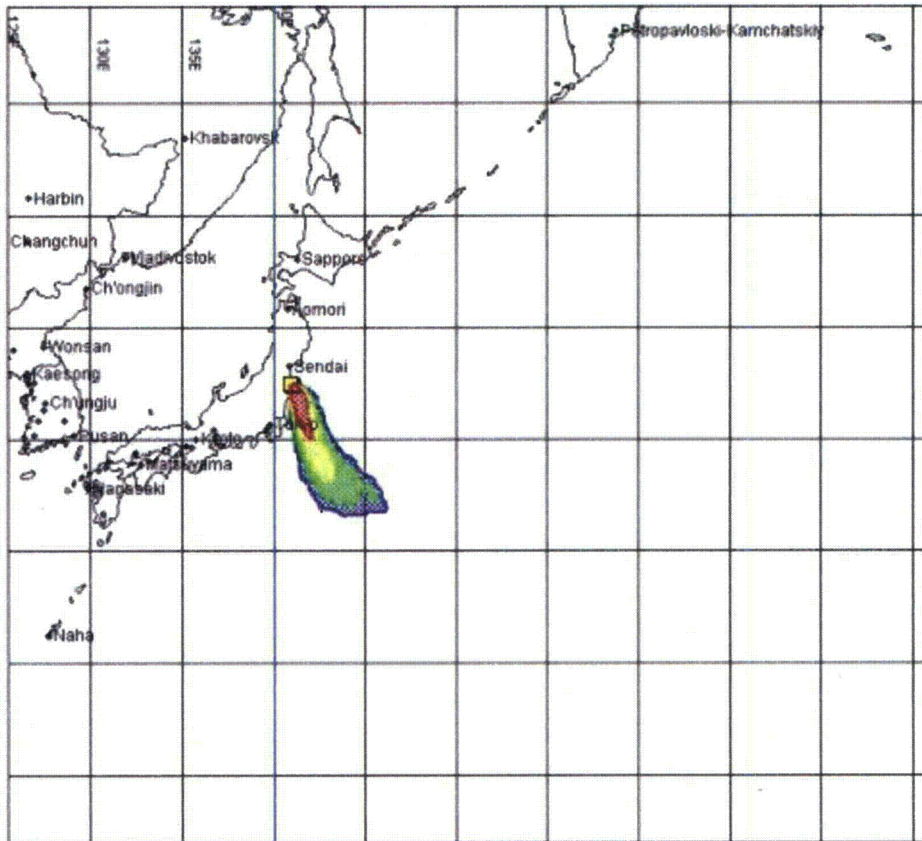 Petropavloski-Kamchatskiy
130E
135E
Khabarovsk
Harbin
Changchun
Vladivostok
Sapporo
Ch'ongjin
Komori
Wonsan
Sendai
Kaesong
Ch'ungju
Pusan
Matsuyama
Nagasaki
Naha